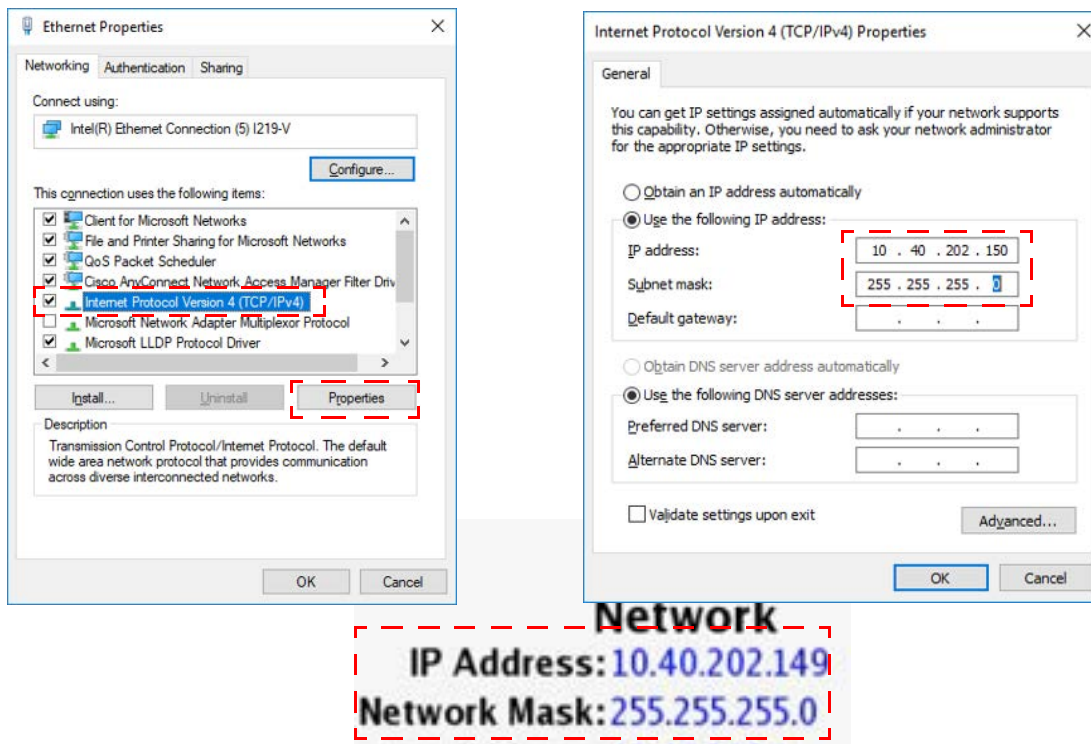 Ethernet Properties
Networking Authentication Sharing
Connect using:
Intel(R) Ethernet Connection (5) I219-V
Configure...
This connection uses the following items:
Client for Microsoft Networks
File and Printer Sharing for Microsoft Networks
QoS Packet Scheduler
Cisco AnyConnect Network Access Manager Filter Driv
Internet Protocol Version 4 (TCP/IPv4)
Microsoft Network Adapter Multiplexor Protocol
Microsoft LLDP Protocol Driver
Install... Uninstall Properties
Description
Transmission Control Protocol/Internet Protocol. The default
wide area network protocol that provides communication
across diverse interconnected networks.
OK Cancel
Internet Protocol Version 4 (TCP/IPv4) Properties
General
You can get IP settings assigned automatically if your network supports
this capability. Otherwise, you need to ask your network administrator
for the appropriate IP settings.
Obtain an IP address automatically
Use the following IP address:
IP address: 10 . 40 . 202 . 150
Subnet mask: 255 . 255 . 255 . 0
Default gateway: . . .
Obtain DNS server address automatically
Use the following DNS server addresses:
Preferred DNS server: . . .
Alternate DNS server: . . .
Validate settings upon exit
Advanced...
OK Cancel
Network
IP Address: 10.40.202.149
Network Mask: 255.255.255.0